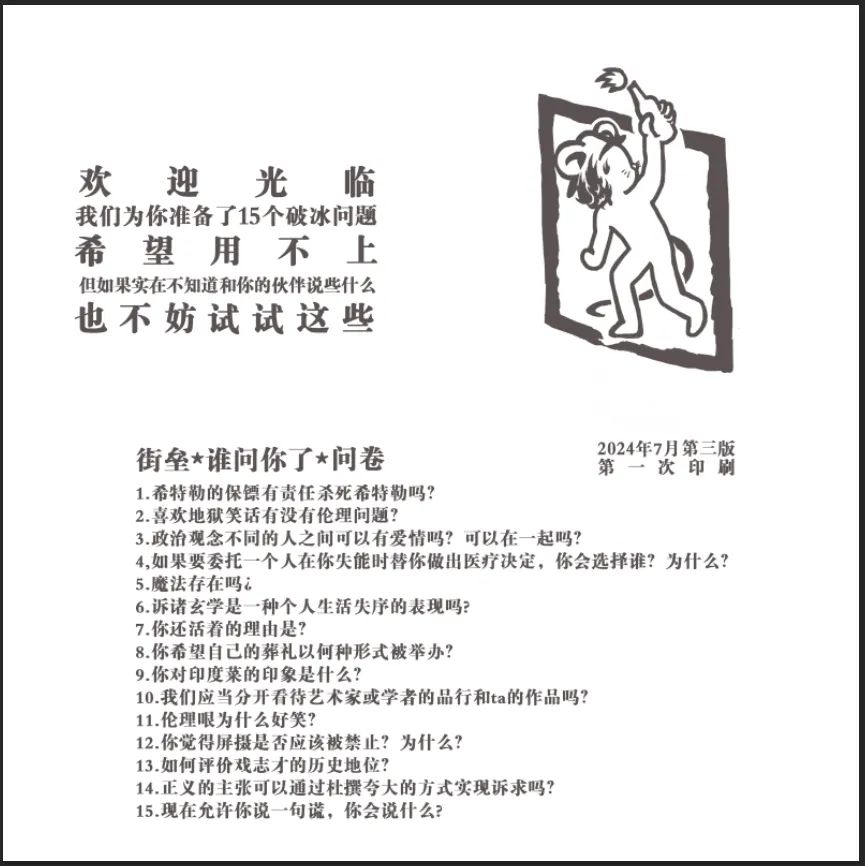 欢迎光临
我们为你准备了15个破冰问题
希望用不上
但如果实在不知道和你的伙伴说些什么
也不妨试试这些
2024年7月第三版
第一次印刷
街垒★谁问你了★问卷
1.希特勒的保镖有责任杀死希特勒吗?
2.喜欢地狱笑话有没有伦理问题?
3.政治观念不同的人之间可以有爱情吗？可以在一起吗?
4,如果要委托一个人在你失能时替你做出医疗决定，你会选择谁？为什么?
5.魔法存在吗¿
6.诉诸玄学是一种个人生活失序的表现吗?
7.你还活着的理由是?
8.你希望自己的葬礼以何种形式被举办?
9.你对印度菜的印象是什么?
10.我们应当分开看待艺术家或学者的品行和ta的作品吗?
11.伦理哏为什么好笑?
12.你觉得屏摄是否应该被禁止？为什么?
13.如何评价戏志才的历史地位?
14.正义的主张可以通过杜撰夸大的方式实现诉求吗?
15.现在允许你说一句谎，你会说什么?